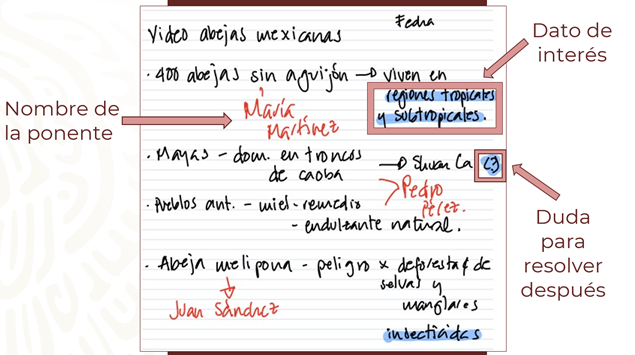 Fecha
Video abejas mexicanas
Dato de
interés
• 400 abejas sin aguijón → viven en
regiones tropicales
y subtropicales.
Nombre de
la ponente
María
Martínez
• Mayas - dom. en troncos
de caoba
Pedro
Pérez.
• Pueblos ant. - miel - remedio
- endulzante natural.
Duda
para
resolver
después
• Abeja melipona - peligro x deforestaƈ de
selvas y
manglares
Juan Sánchez
insecticidas